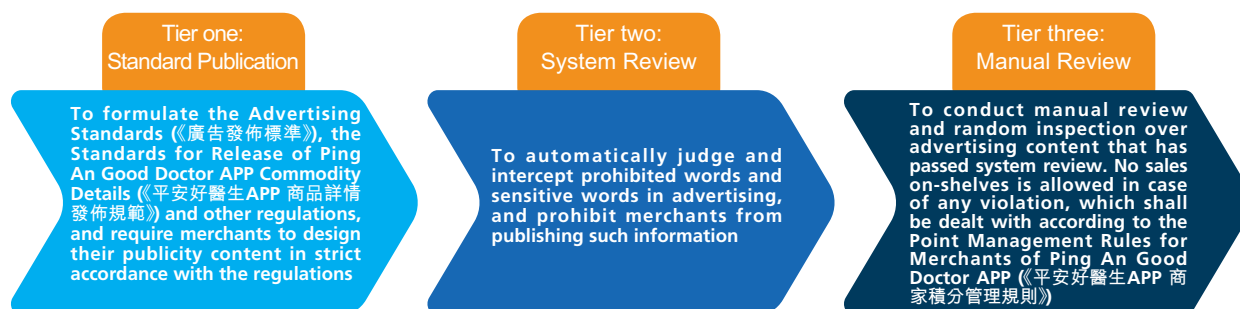 Tier one:
Standard Publication
To formulate the Advertising
Standards (《廣告發佈標準》), the
Standards for Release of Ping
An Good Doctor APP Commodity
Details (《平安好醫生APP 商品詳情
發佈規範》) and other regulations,
and require merchants to design
their publicity content in strict
accordance with the regulations
Tier two:
System Review
To automatically judge and
intercept prohibited words and
sensitive words in advertising,
and prohibit merchants from
publishing such information
Tier three:
Manual Review
To conduct manual review
and random inspection over
advertising content that has
passed system review. No sales
on-shelves is allowed in case
of any violation, which shall
be dealt with according to the
Point Management Rules for
Merchants of Ping An Good
Doctor APP (《平安好醫生APP 商
家積分管理規則》)